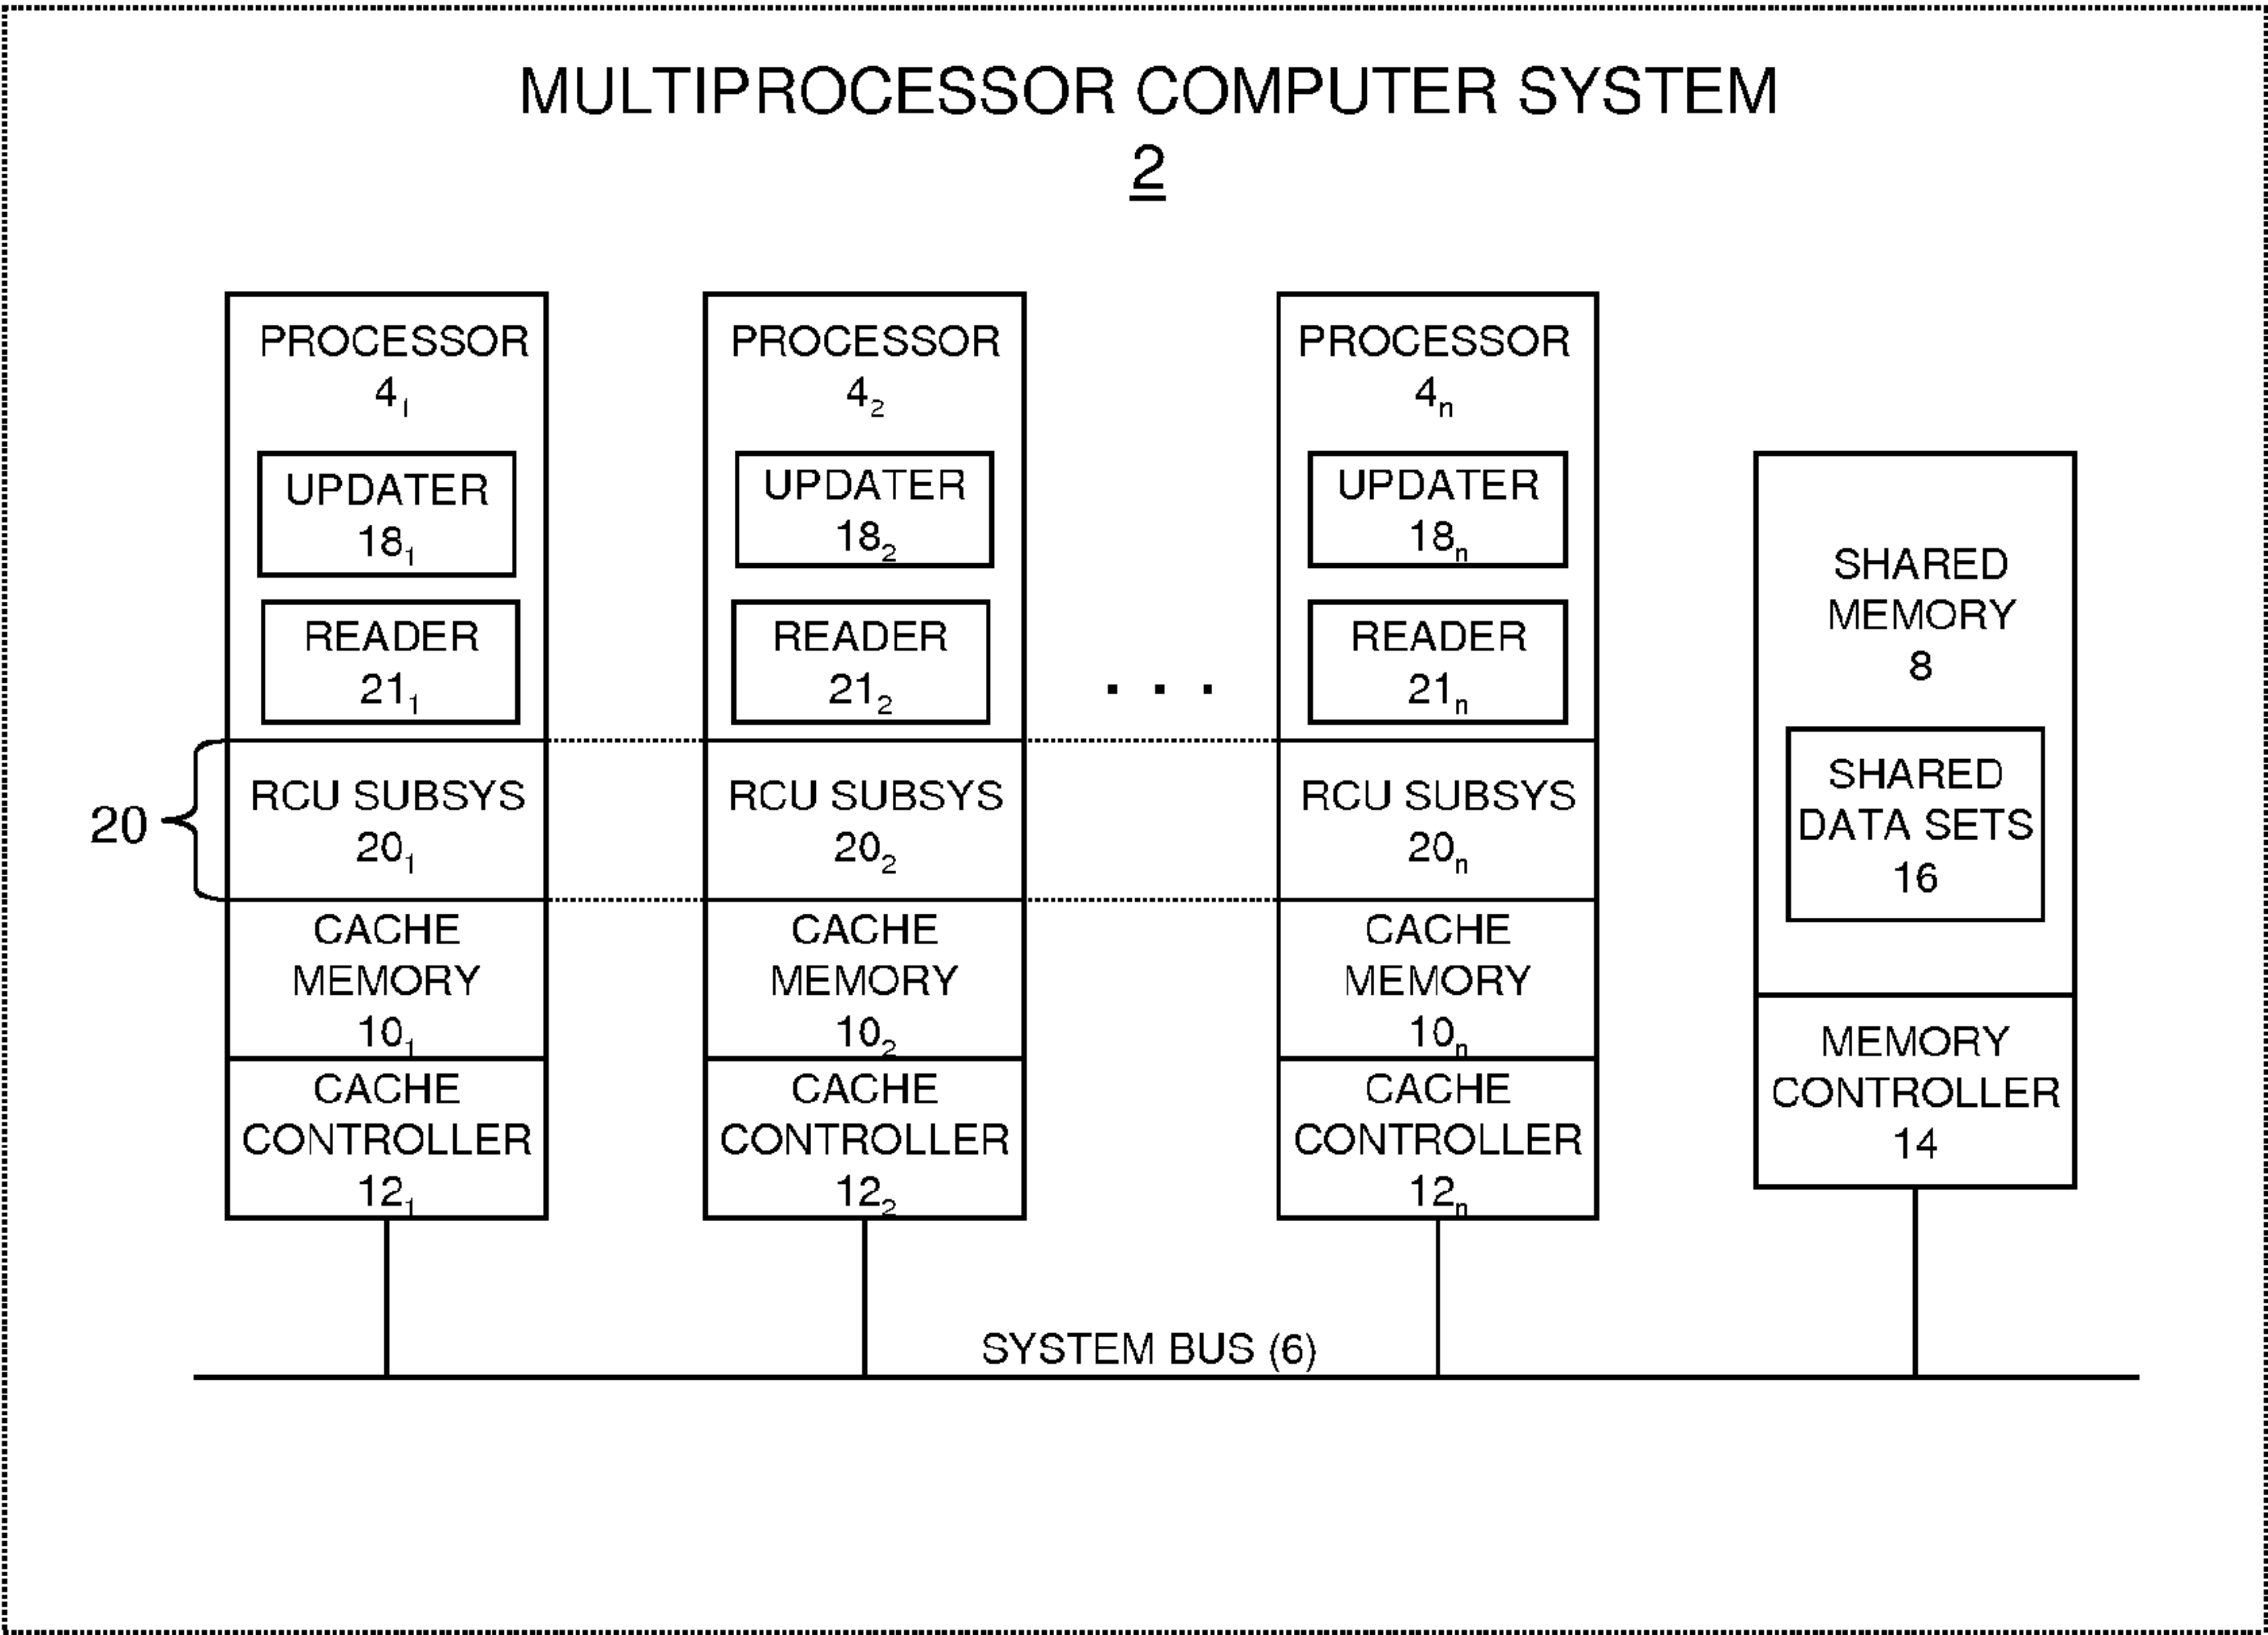 MULTIPROCESSOR COMPUTER SYSTEM
2
PROCESSOR
4₁
UPDATER
18₁
READER
21₁
RCU SUBSYS
20₁
CACHE
MEMORY
10₁
CACHE
CONTROLLER
12₁
PROCESSOR
4₂
UPDATER
18₂
READER
21₂
RCU SUBSYS
20₂
CACHE
MEMORY
10₂
CACHE
CONTROLLER
12₂
. . .
PROCESSOR
4ₙ
UPDATER
18ₙ
READER
21ₙ
RCU SUBSYS
20ₙ
CACHE
MEMORY
10ₙ
CACHE
CONTROLLER
12ₙ
SHARED
MEMORY
8
SHARED
DATA SETS
16
MEMORY
CONTROLLER
14
20
SYSTEM BUS (6)